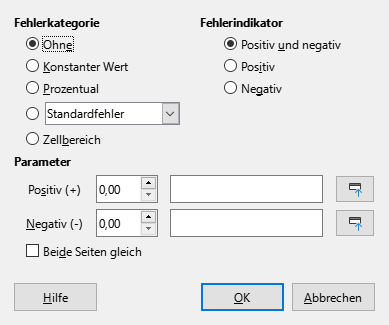 Fehlerkategorie
Fehlerindikator
Ohne
Positiv und negativ
Konstanter Wert
Positiv
Prozentual
Negativ
Standardfehler
Zellbereich
Parameter
Positiv (+) 0,00
Negativ (-) 0,00
Beide Seiten gleich
Hilfe OK Abbrechen